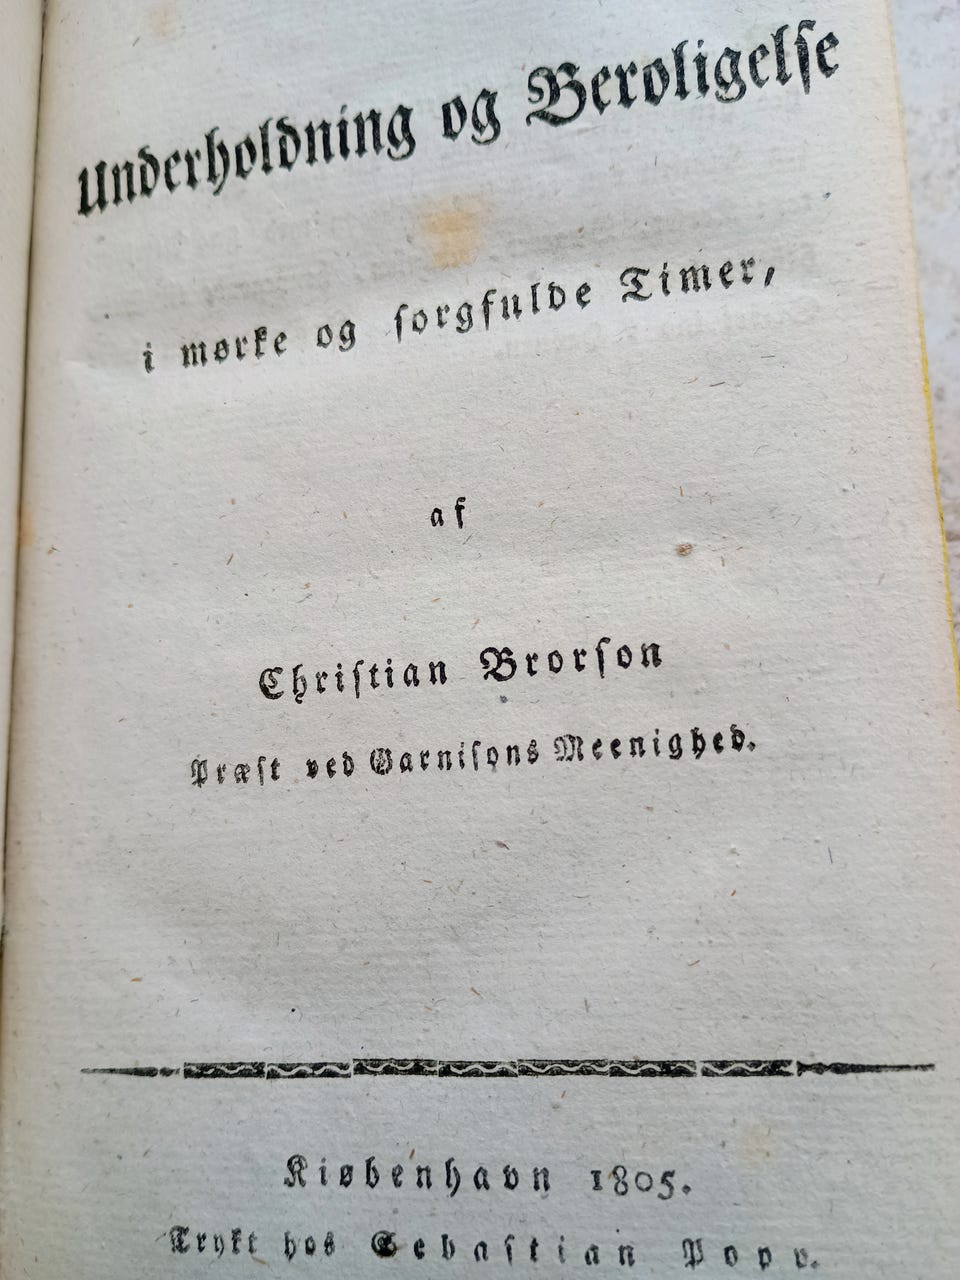 Underholdning og Beroligelse
i mørke og sorgfulde Timer,
af
Christian Brorson
Præst ved Garnisons Meenighed.
Kiøbenhavn 1805.
Trykt hos Sebastian Popp.